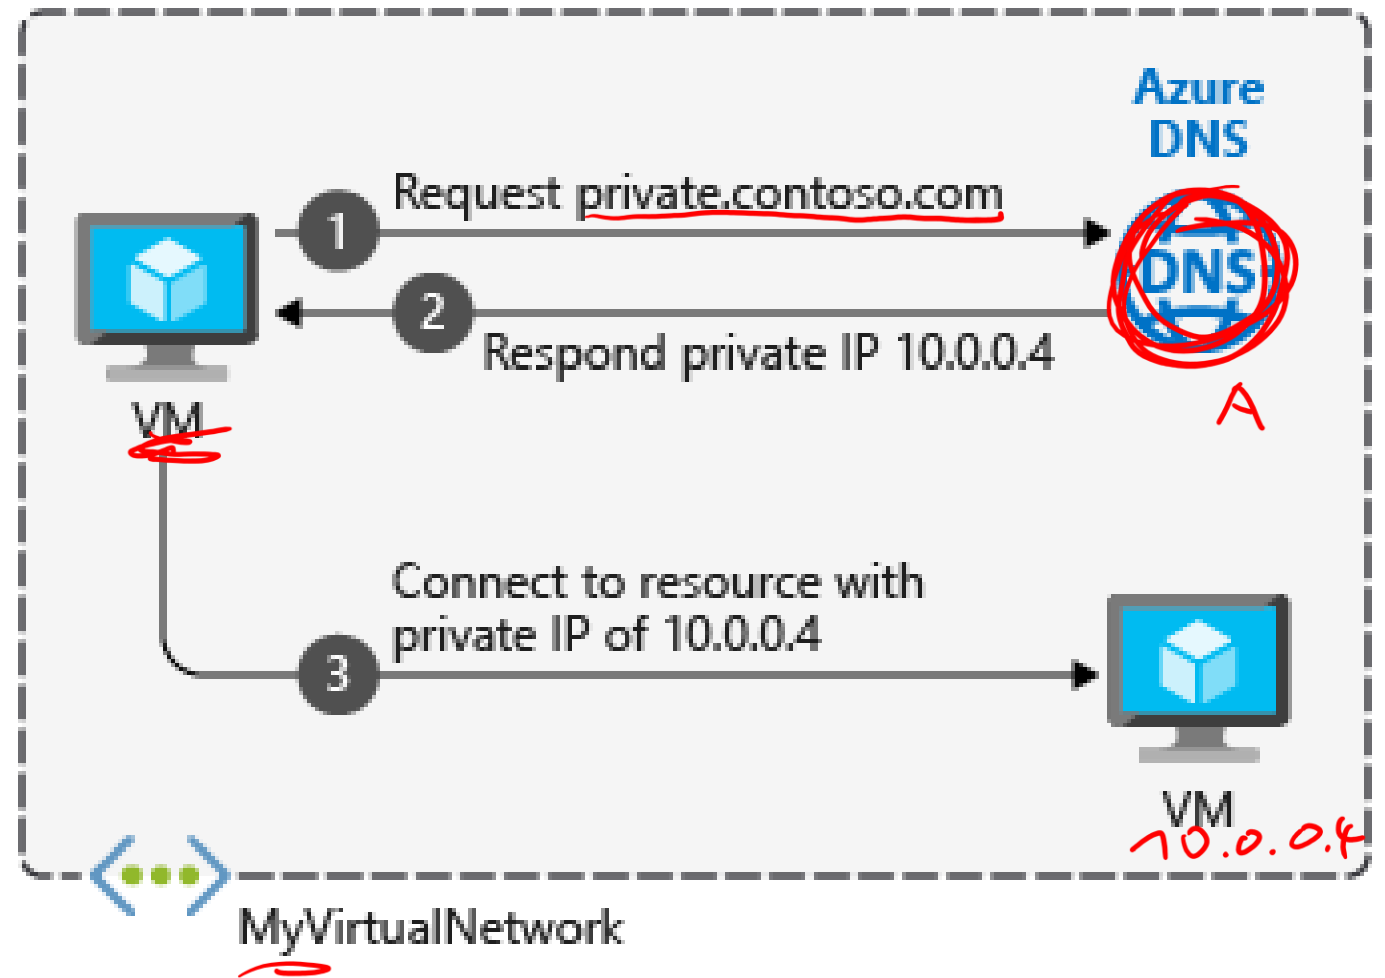 Azure
DNS
Request private.contoso.com
1
DNS
2
Respond private IP 10.0.0.4
A
VM
Connect to resource with
private IP of 10.0.0.4
3
VM
10.0.0.4
MyVirtualNetwork